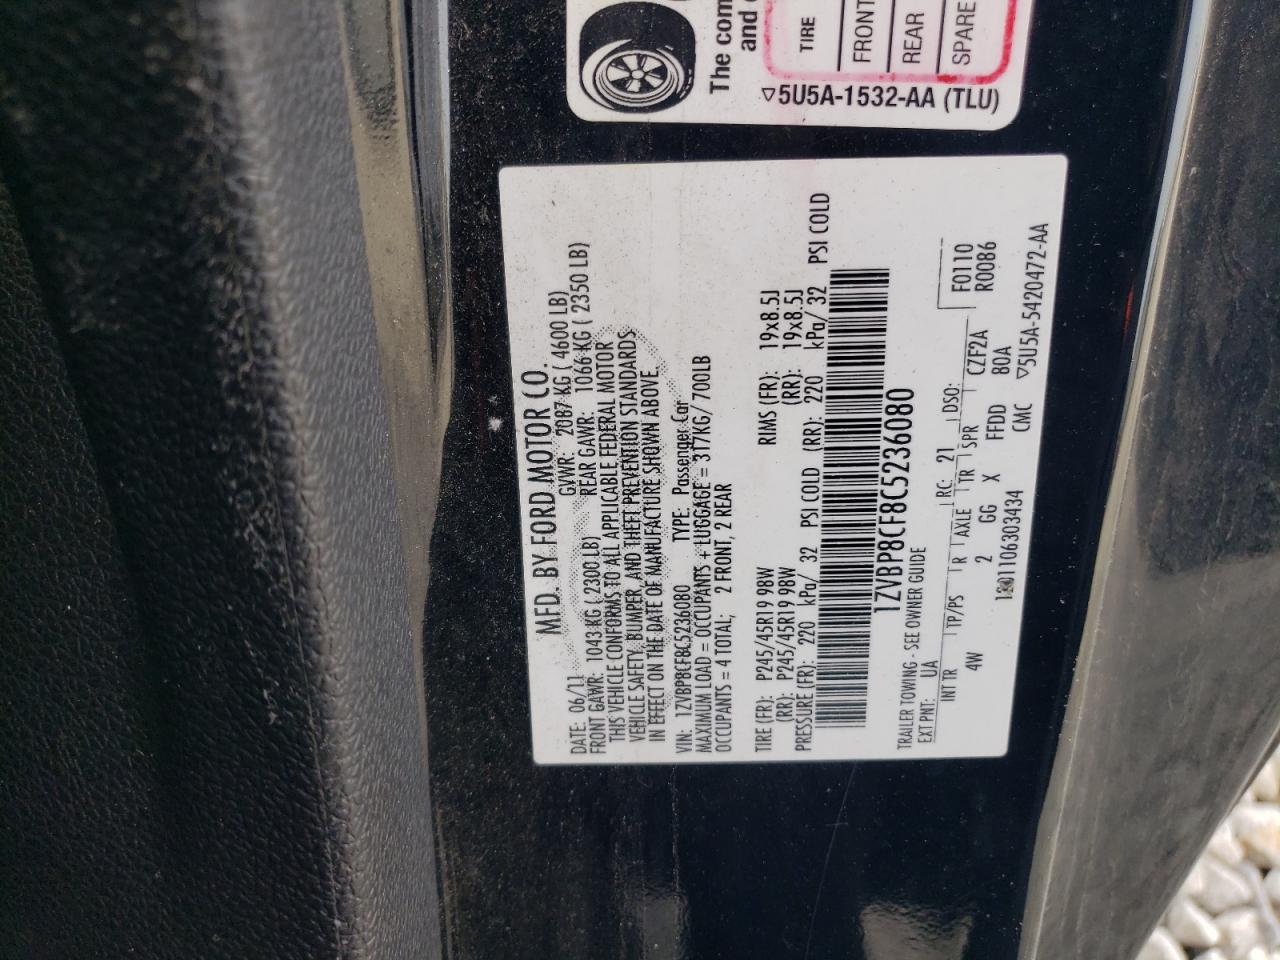 The com
and
TIRE
FRONT
REAR
SPARE
▽5U5A-1532-AA (TLU)
MFD. BY FORD MOTOR CO.
DATE: 06/11 GVWR: 2087 KG ( 4600 LB)
FRONT GAWR: 1043 KG ( 2300 LB) REAR GAWR: 1066 KG ( 2350 LB)
THIS VEHICLE CONFORMS TO ALL APPLICABLE FEDERAL MOTOR
VEHICLE SAFETY, BUMPER, AND THEFT PREVENTION STANDARDS
IN EFFECT ON THE DATE OF MANUFACTURE SHOWN ABOVE.
VIN: 1ZVBP8CF8C5236080 TYPE: Passenger Car
MAXIMUM LOAD = OCCUPANTS + LUGGAGE = 317KG/ 700LB
OCCUPANTS = 4 TOTAL; 2 FRONT, 2 REAR
TIRE (FR): P245/45R19 98W RIMS (FR): 19x8.5J
(RR): P245/45R19 98W (RR): 19x8.5J
PRESSURE (FR): 220 kPa/ 32 PSI COLD (RR): 220 kPa/ 32 PSI COLD
1ZVBP8CF8C5236080
TRAILER TOWING - SEE OWNER GUIDE
EXT PNT: UA RC: 21 DSO: F0110
R0086
INT TR TP/PS R AXLE TR SPR CZF2A
4W 2 GG X FFDD 80A
106303434 CMC ▽5U5A-5420472-AA